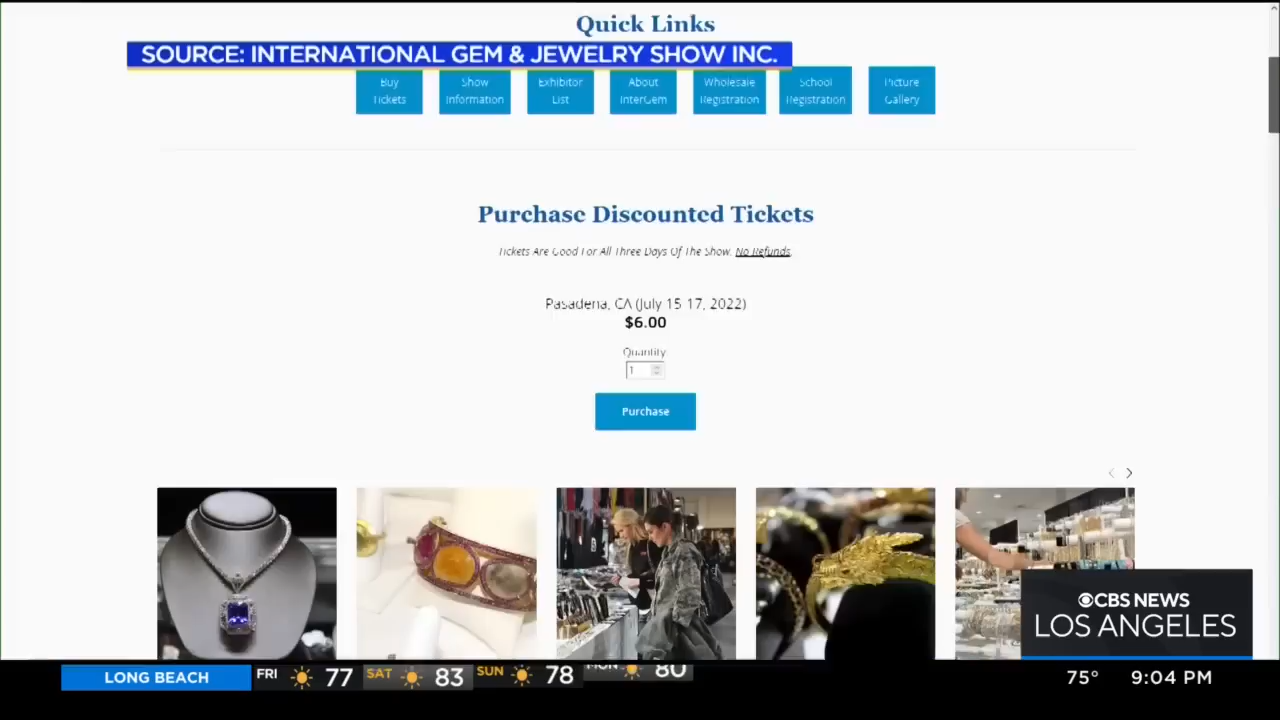 Quick Links
SOURCE: INTERNATIONAL GEM & JEWELRY SHOW INC.
Buy
Tickets
Show
Information
Exhibitor
List
About
InterGem
Wholesale
Registration
School
Registration
Picture
Gallery
Purchase Discounted Tickets
Tickets Are Good For All Three Days Of The Show. No Refunds.
Pasadena, CA (July 15-17, 2022)
$6.00
Quantity:
1
Purchase
CBS NEWS
LOS ANGELES
LONG BEACH FRI 77 SAT 83 SUN 78 MON 80 75° 9:04 PM